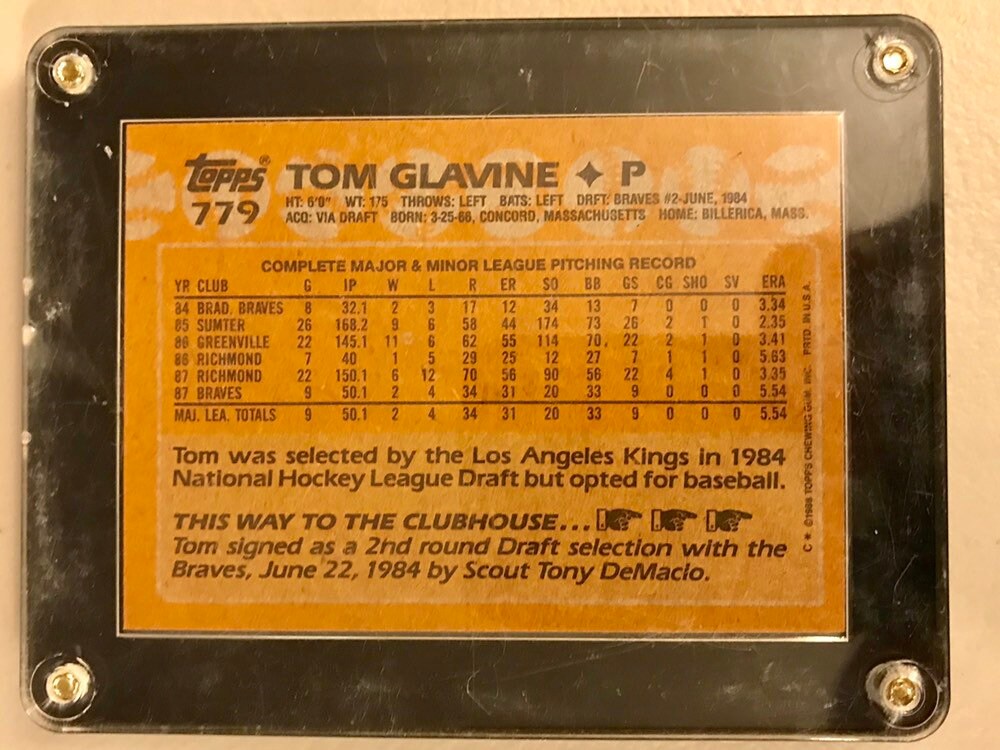 Topps® TOM GLAVINE ✦ P
779 HT: 6'0" WT: 175 THROWS: LEFT BATS: LEFT DRFT: BRAVES #2-JUNE, 1984
ACQ: VIA DRAFT BORN: 3-25-66, CONCORD, MASSACHUSETTS HOME: BILLERICA, MASS.
COMPLETE MAJOR & MINOR LEAGUE PITCHING RECORD
YR CLUB G IP W L R ER SO BB GS CG SHO SV ERA
84 BRAD. BRAVES 8 32.1 2 3 17 12 34 13 7 0 0 0 3.34
85 SUMTER 26 168.2 9 6 58 44 174 73 26 2 1 0 2.35
86 GREENVILLE 22 145.1 11 6 62 55 114 70 22 2 1 0 3.41
86 RICHMOND 7 40 1 5 29 25 12 27 7 1 1 0 5.63
87 RICHMOND 22 150.1 6 12 70 56 90 56 22 4 1 0 3.35
87 BRAVES 9 50.1 2 4 34 31 20 33 9 0 0 0 5.54
MAJ. LEA. TOTALS 9 50.1 2 4 34 31 20 33 9 0 0 0 5.54
Tom was selected by the Los Angeles Kings in 1984
National Hockey League Draft but opted for baseball.
THIS WAY TO THE CLUBHOUSE...
Tom signed as a 2nd round Draft selection with the
Braves, June 22, 1984 by Scout Tony DeMacio.
C* ©1988 TOPPS CHEWING GUM, INC. PRTD. IN U.S.A.